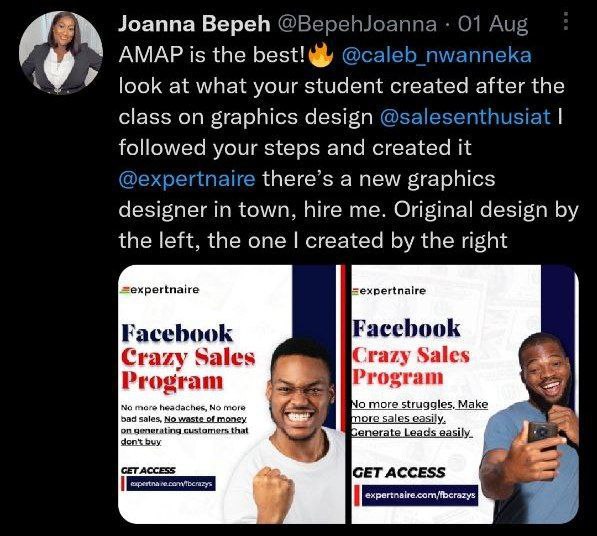 Joanna Bepeh @BepehJoanna · 01 Aug
AMAP is the best!🔥 @caleb_nwanneka
look at what your student created after the
class on graphics design @salesenthusiat I
followed your steps and created it
@expertnaire there's a new graphics
designer in town, hire me. Original design by
the left, the one I created by the right
expertnaire
Facebook
Crazy Sales
Program
No more headaches, No more
bad sales, No waste of money
on generating customers that
don't buy
GET ACCESS
expertnaire.com/fbcrazys
expertnaire
Facebook
Crazy Sales
Program
No more struggles, Make
more sales easily.
Generate Leads easily.
GET ACCESS
expertnaire.com/fbcrazys